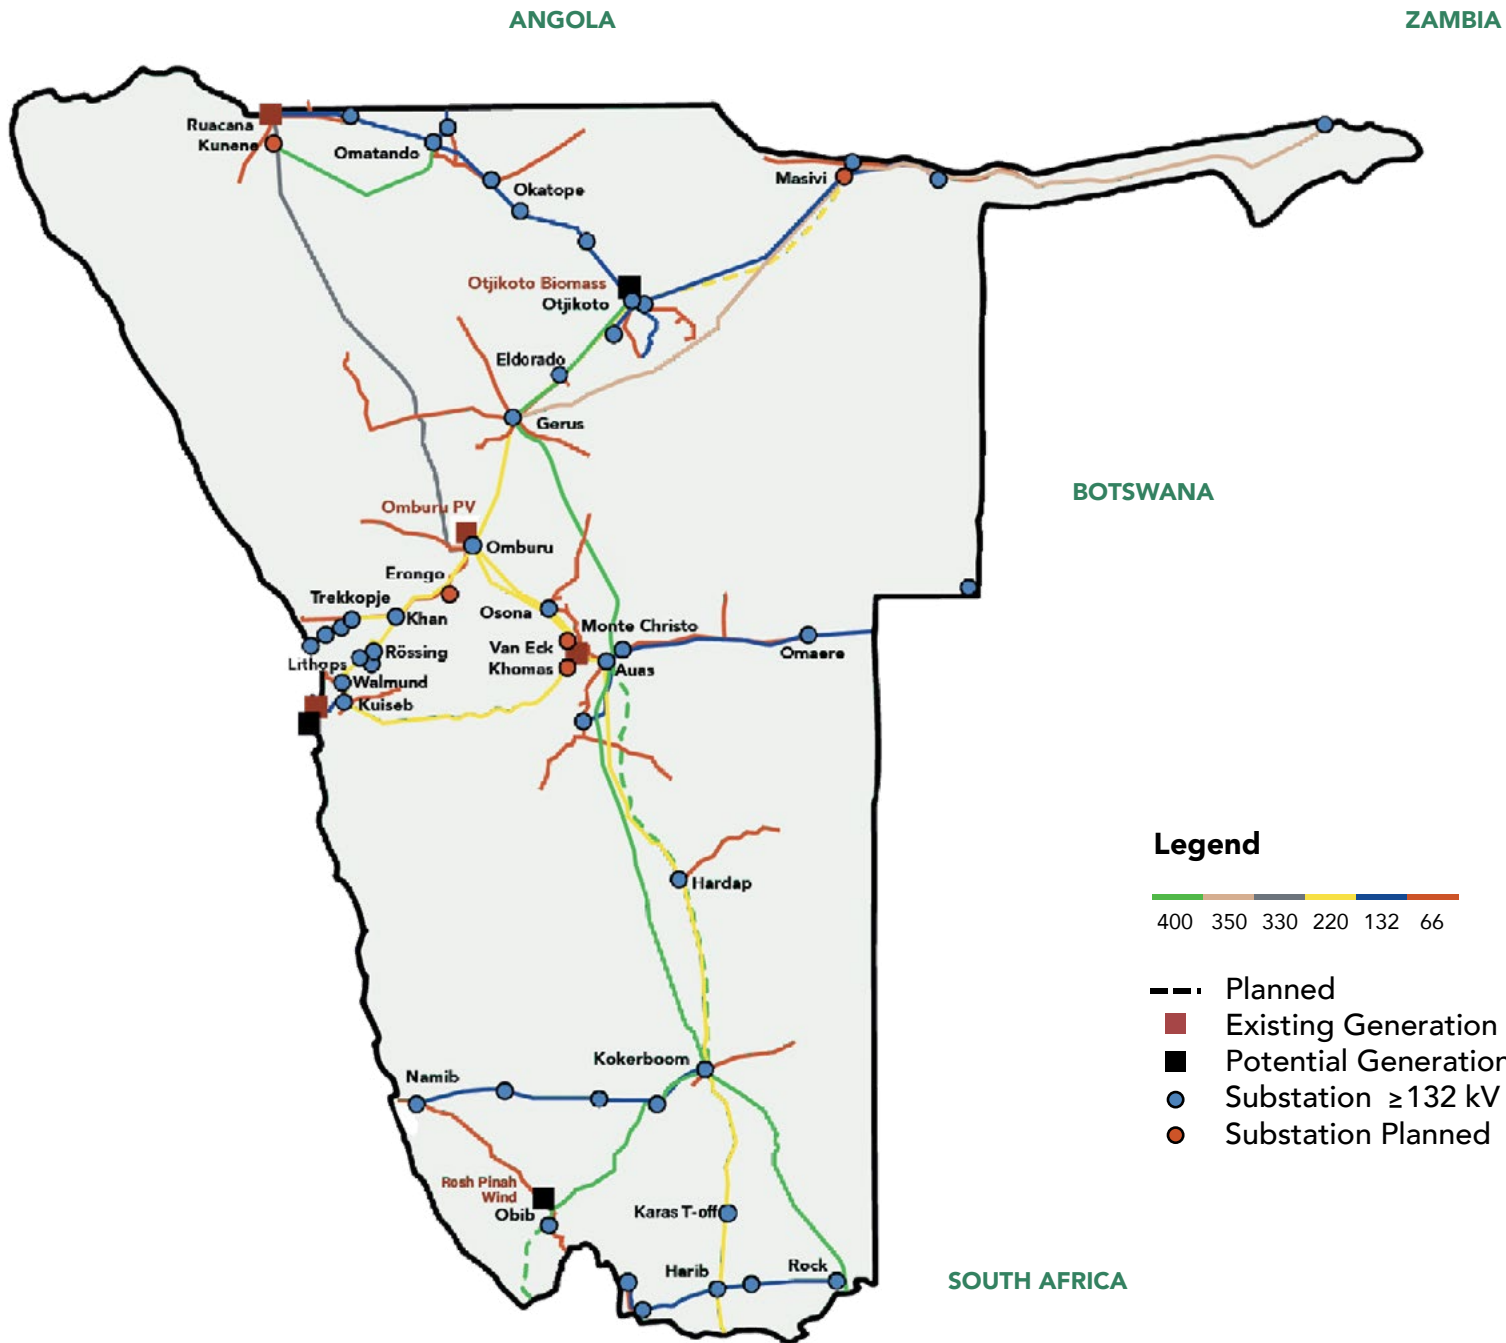 ANGOLA
ZAMBIA
Ruacana
Kunene
Omatando
Okatope
Masivi
Otjikoto Biomass
Otjikoto
Eldorado
Gerus
BOTSWANA
Omburu PV
Omburu
Erongo
Trekkopje
Khan
Osona
Monte Christo
Van Eck
Khomas
Auas
Omaere
Lithops
Rössing
Walmund
Kuiseb
Hardap
Legend
400 350 330 220 132 66
Planned
Existing Generation
Potential Generation
Substation ≥132 kV
Substation Planned
Kokerboom
Namib
Rosh Pinah
Wind
Obib
Karas T-off
Harib
Rock
SOUTH AFRICA